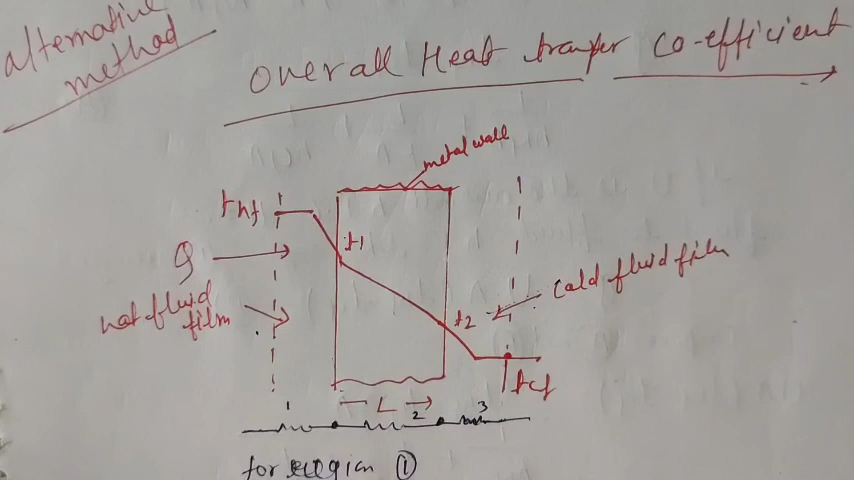 alternative
method
Overall Heat transfer Co-efficient
metal wall
thf
t1
Q
hot fluid
film
cold fluid film
t2
tcf
L
1 2 3
for region ①